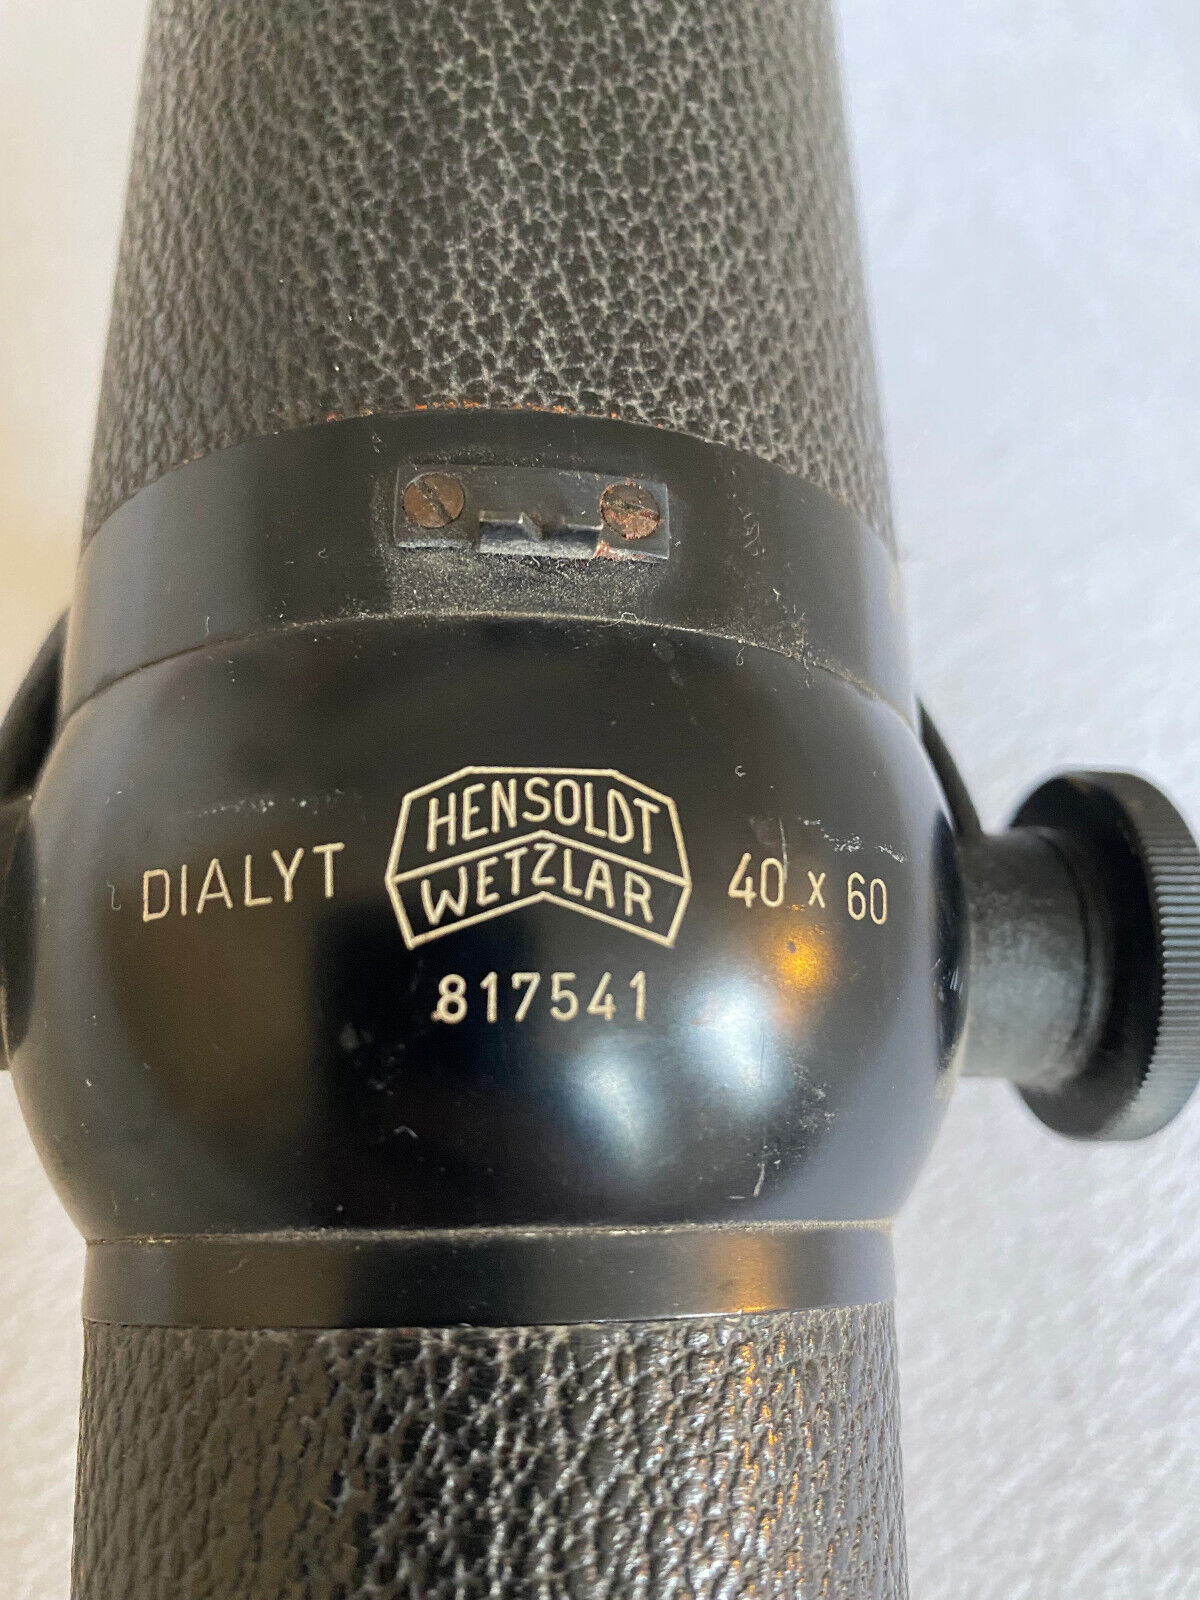 DIALYT HENSOLDT WETZLAR 40 x 60
817541